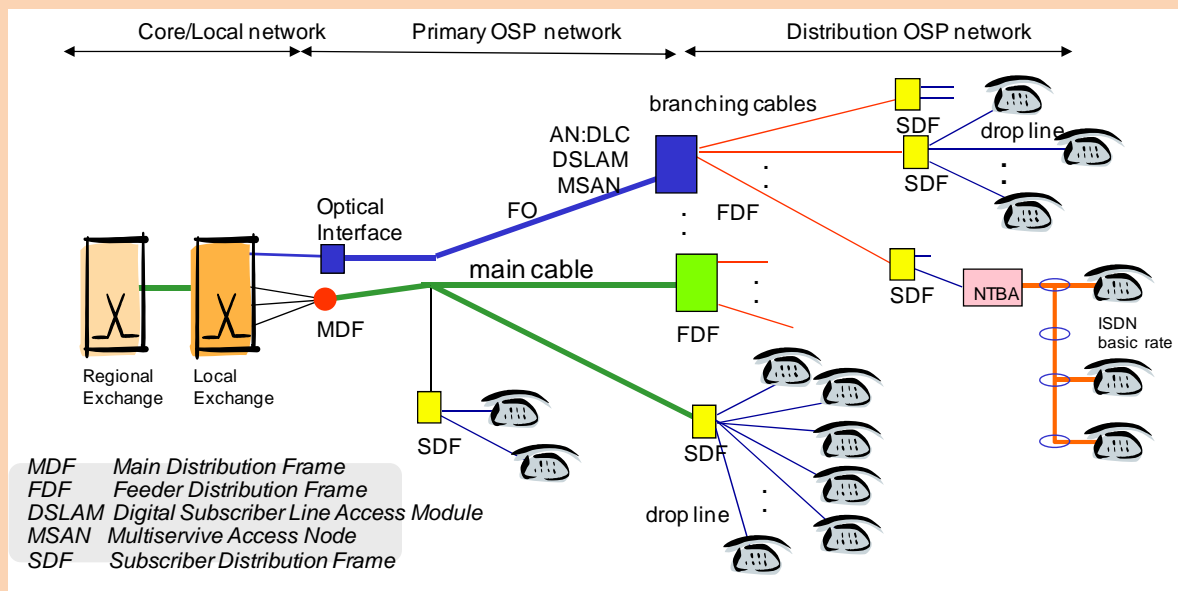 Core/Local network
Primary OSP network
Distribution OSP network
branching cables
SDF
drop line
AN:DLC
DSLAM
MSAN
SDF
FDF
Optical
Interface
FO
main cable
MDF
FDF
SDF
NTBA
ISDN
basic rate
Regional
Exchange
Local
Exchange
SDF
SDF
drop line
MDF Main Distribution Frame
FDF Feeder Distribution Frame
DSLAM Digital Subscriber Line Access Module
MSAN Multiservive Access Node
SDF Subscriber Distribution Frame